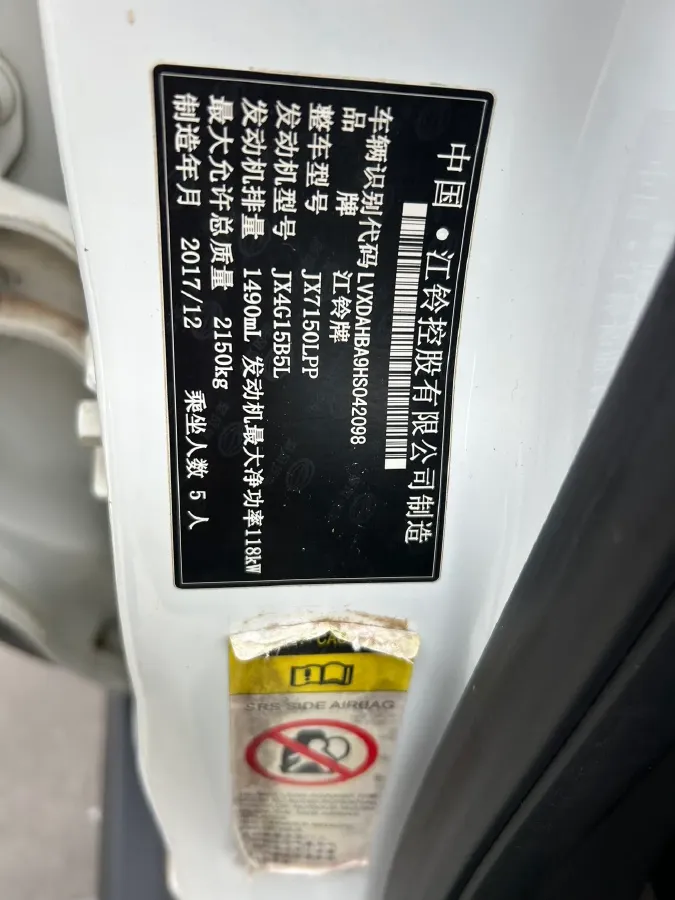 中国·江铃控股有限公司制造
车辆识别代码 LVXDAHBA9HS042098
品牌 江铃牌
整车型号 JX7150LPP
发动机型号 JX4G15B5L
发动机排量 1490mL 发动机最大净功率118kW
最大允许总质量 2150kg
制造年月 2017/12 乘坐人数 5 人
SRS SIDE AIRBAG